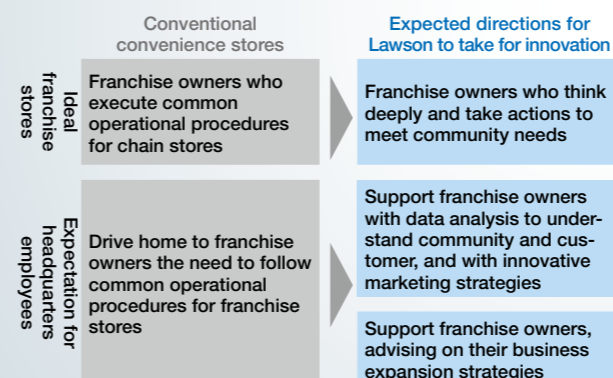 Conventional
convenience stores
Expected directions for
Lawson to take for innovation
Ideal
franchise
stores
Franchise owners who
execute common
operational procedures
for chain stores
Franchise owners who think
deeply and take actions to
meet community needs
Expectation for
headquarters
employees
Drive home to franchise
owners the need to follow
common operational
procedures for franchise
stores
Support franchise owners
with data analysis to under-
stand community and cus-
tomer, and with innovative
marketing strategies
Support franchise owners,
advising on their business
expansion strategies